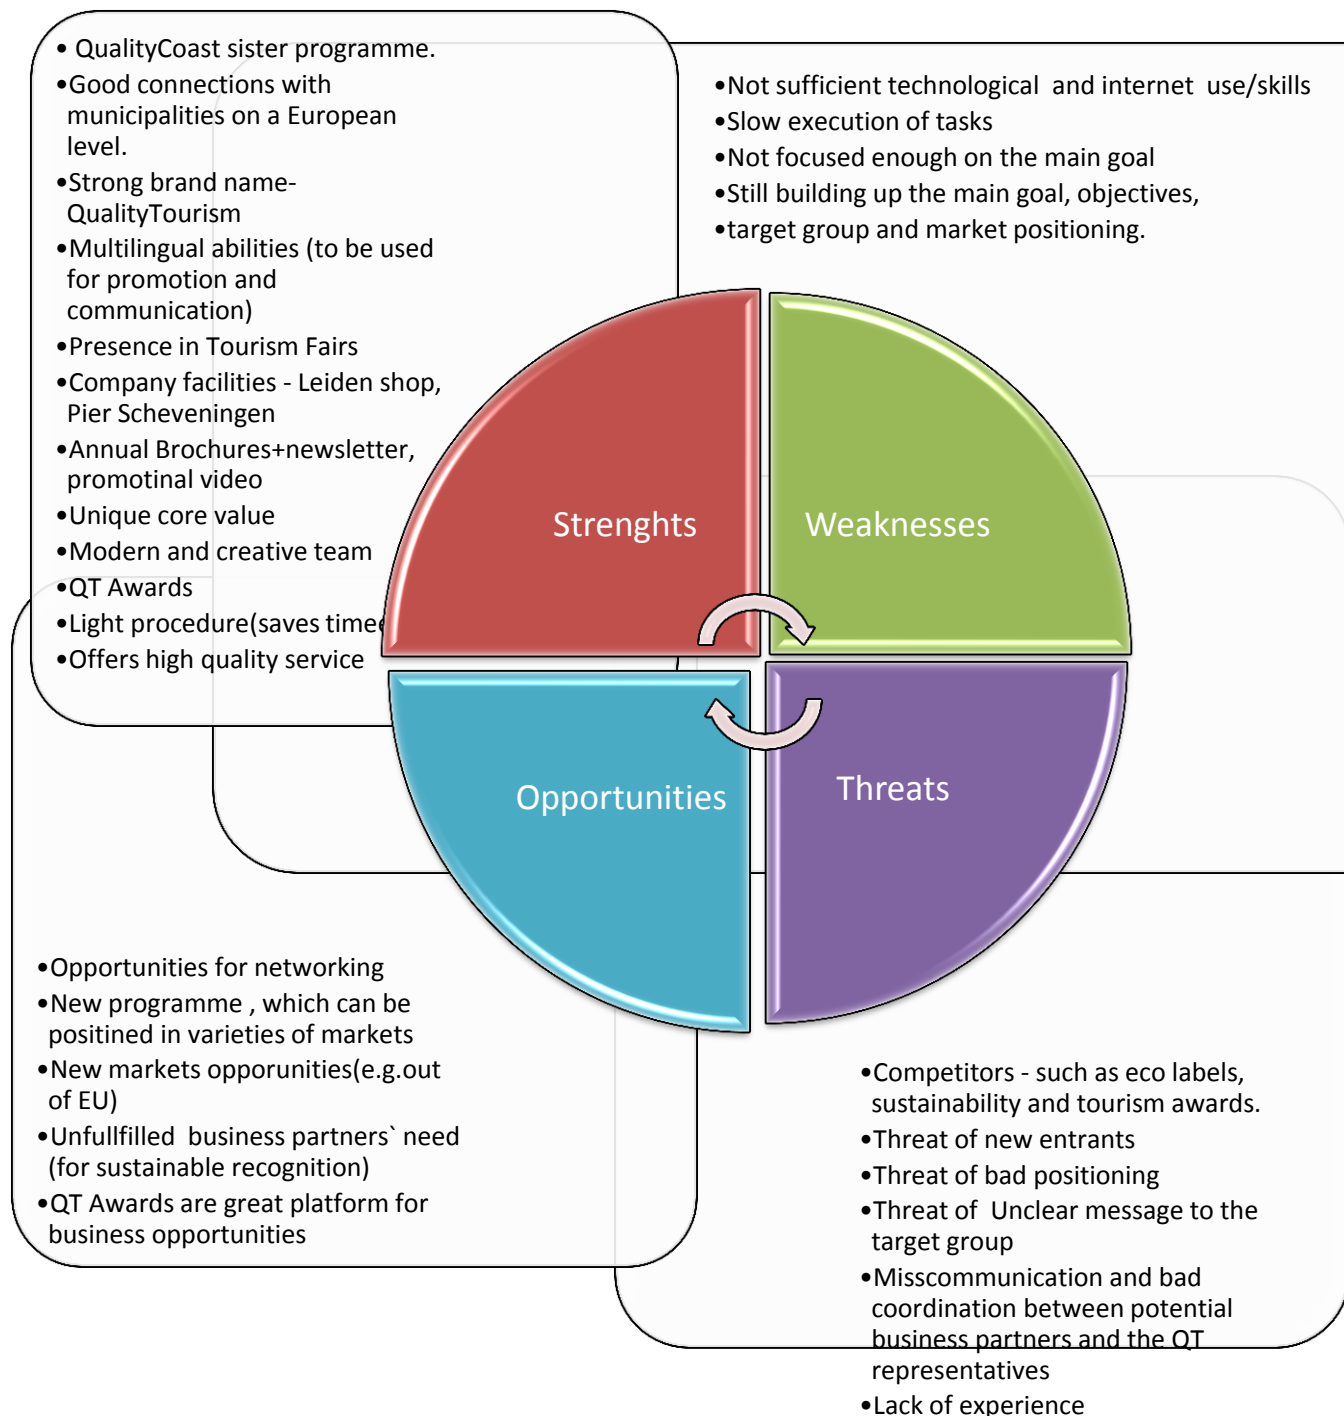 • QualityCoast sister programme.
•Good connections with
municipalities on a European
level.
•Strong brand name-
QualityTourism
•Multilingual abilities (to be used
for promotion and
communication)
•Presence in Tourism Fairs
•Company facilities - Leiden shop,
Pier Scheveningen
•Annual Brochures+newsletter,
promotinal video
•Unique core value
•Modern and creative team
•QT Awards
•Light procedure(saves time
•Offers high quality service
•Not sufficient technological and internet use/skills
•Slow execution of tasks
•Not focused enough on the main goal
•Still building up the main goal, objectives,
•target group and market positioning.
Strenghts
Weaknesses
Opportunities
Threats
•Opportunities for networking
•New programme , which can be
positined in varieties of markets
•New markets opporunities(e.g.out
of EU)
•Unfullfilled business partners` need
(for sustainable recognition)
•QT Awards are great platform for
business opportunities
•Competitors - such as eco labels,
sustainability and tourism awards.
•Threat of new entrants
•Threat of bad positioning
•Threat of Unclear message to the
target group
•Misscommunication and bad
coordination between potential
business partners and the QT
representatives
•Lack of experience